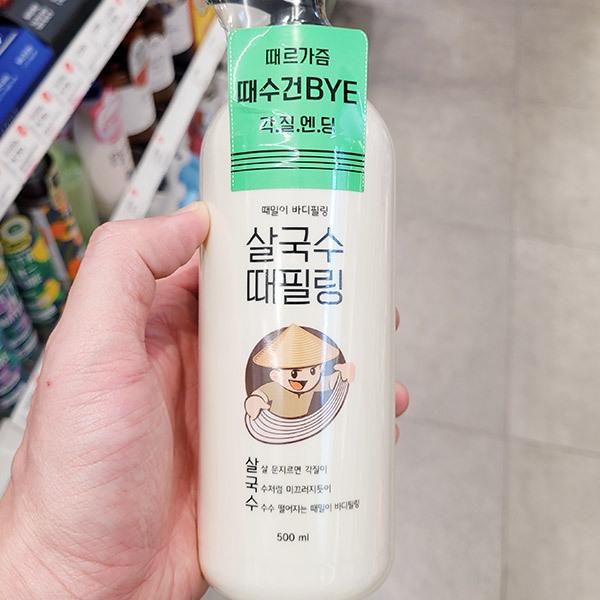 때르가즘
때수건BYE
각.질.엔.딩
때밀이 바디필링
살국수
때필링
살 살 문지르면 각질이
국 수처럼 미끄러지듯이
수 수수 떨어지는 때밀이 바디필링
500 ml